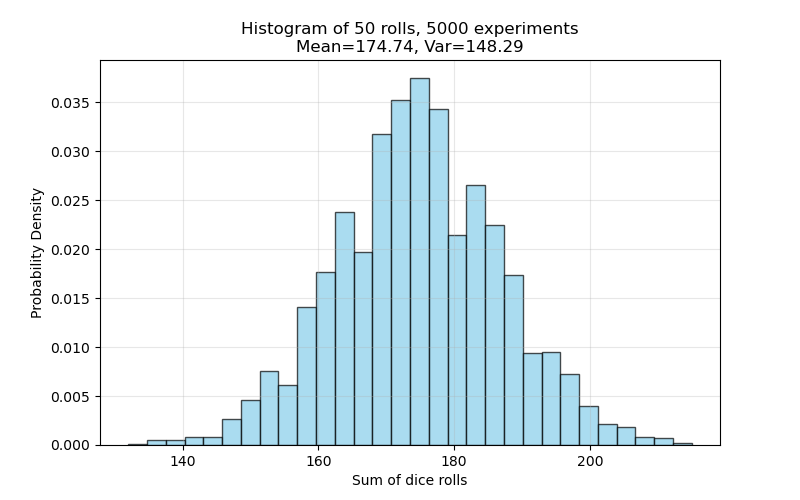 Histogram of 50 rolls, 5000 experiments
Mean=174.74, Var=148.29
0.035
0.030
0.025
0.020
0.015
0.010
0.005
0.000
Probability Density
140 160 180 200
Sum of dice rolls